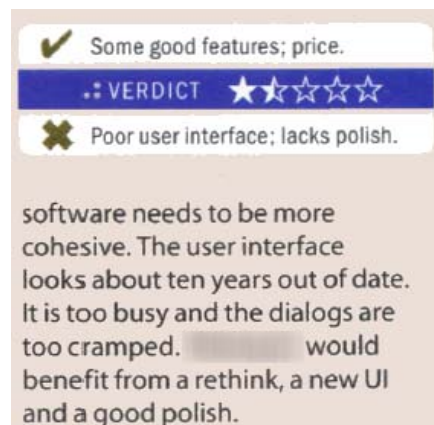 Some good features; price.
.: VERDICT
Poor user interface; lacks polish.
software needs to be more
cohesive. The user interface
looks about ten years out of date.
It is too busy and the dialogs are
too cramped. would
benefit from a rethink, a new UI
and a good polish.